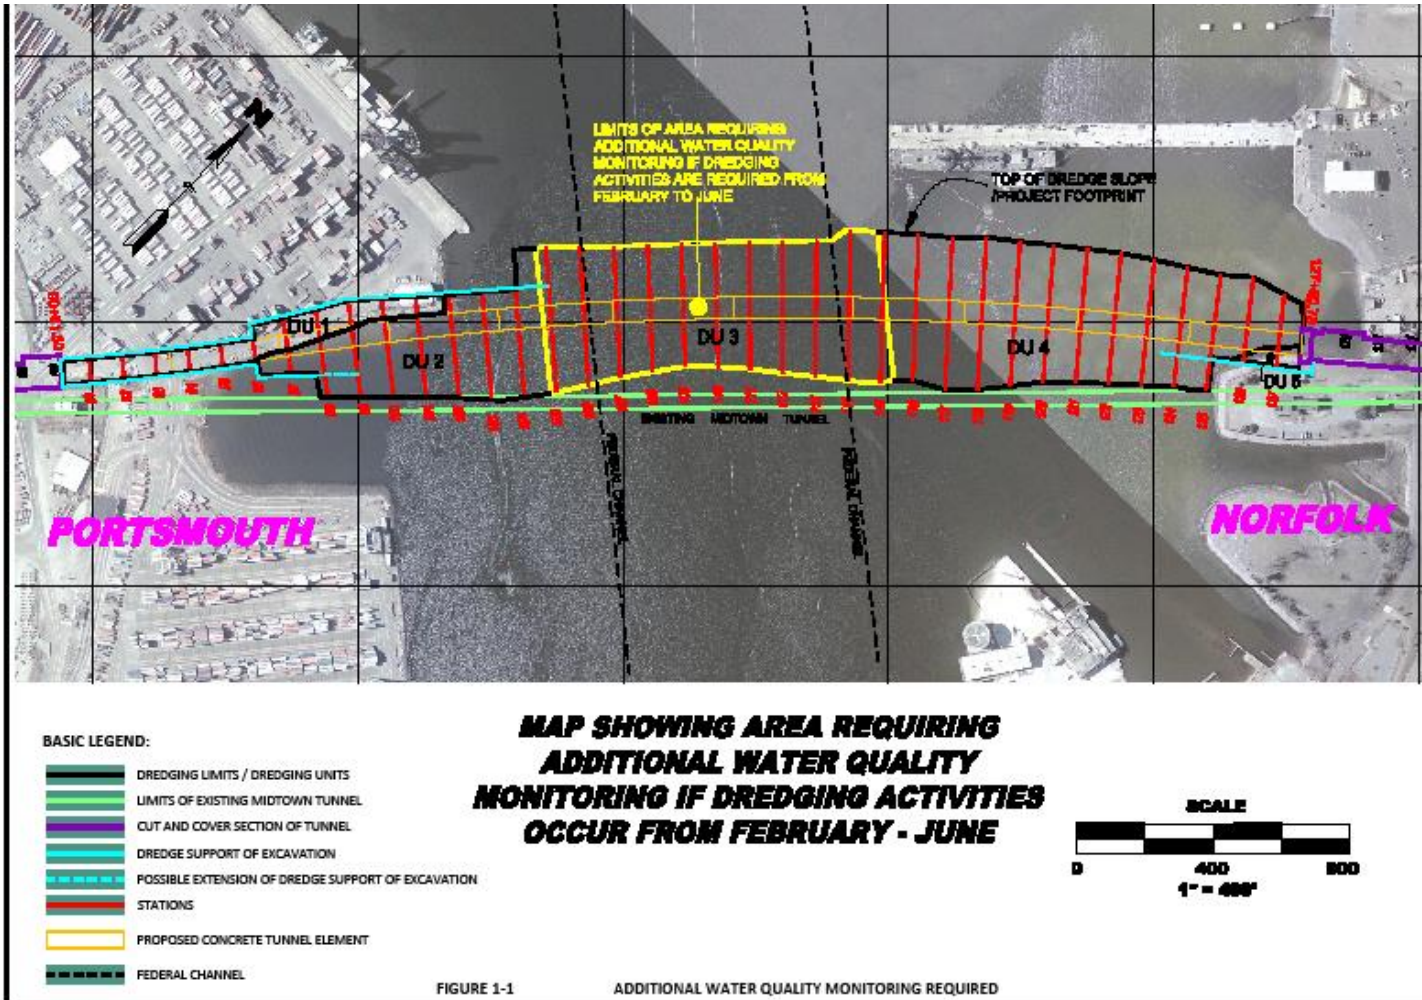 N
LIMITS OF AREA REQUIRING
ADDITIONAL WATER QUALITY
MONITORING IF DREDGING
ACTIVITIES ARE REQUIRED FROM
FEBRUARY TO JUNE
TOP OF DREDGE SLOPE
/PROJECT FOOTPRINT
DU 1
DU 2
DU 3
DU 4
DU 5
EXISTING MIDTOWN TUNNEL
FEDERAL CHANNEL
FEDERAL CHANNEL
PORTSMOUTH
NORFOLK
BASIC LEGEND:
DREDGING LIMITS / DREDGING UNITS
LIMITS OF EXISTING MIDTOWN TUNNEL
CUT AND COVER SECTION OF TUNNEL
DREDGE SUPPORT OF EXCAVATION
POSSIBLE EXTENSION OF DREDGE SUPPORT OF EXCAVATION
STATIONS
PROPOSED CONCRETE TUNNEL ELEMENT
FEDERAL CHANNEL
MAP SHOWING AREA REQUIRING
ADDITIONAL WATER QUALITY
MONITORING IF DREDGING ACTIVITIES
OCCUR FROM FEBRUARY - JUNE
SCALE
0 400 800
1" = 400'
FIGURE 1-1 ADDITIONAL WATER QUALITY MONITORING REQUIRED